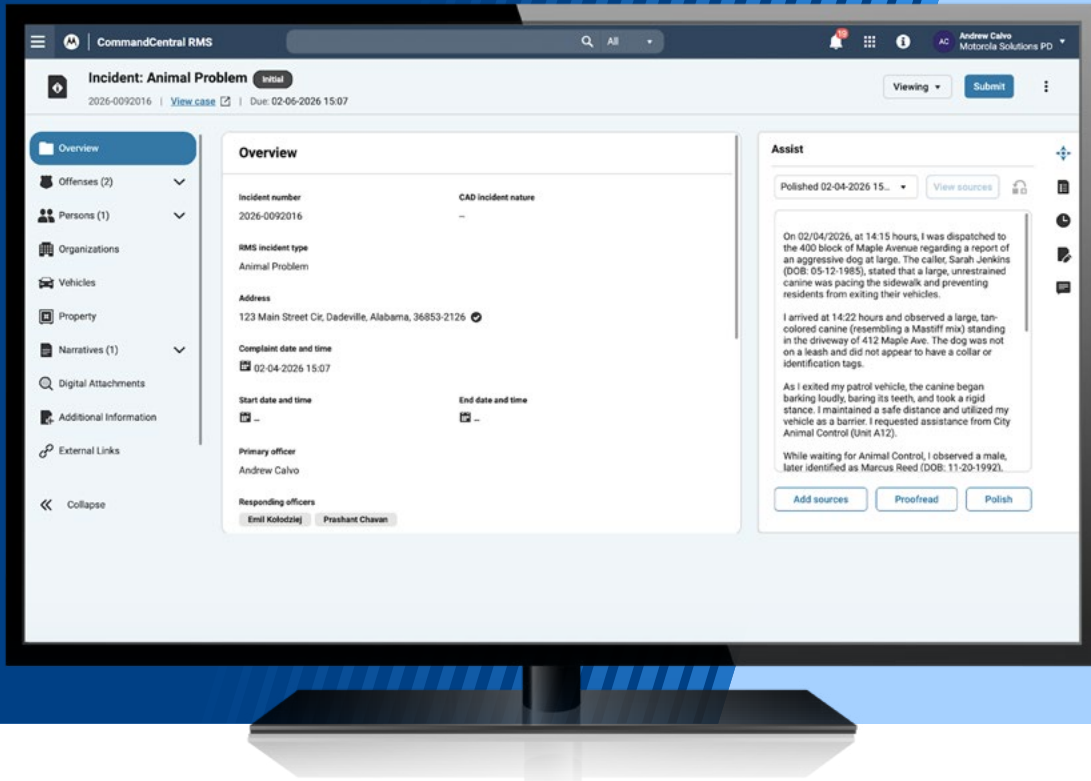 CommandCentral RMS
All
19
AC
Andrew Calvo
Motorola Solutions PD
Incident: Animal Problem
Initial
2026-0092016 | View case | Due: 02-06-2026 15:07
Viewing
Submit
Overview
Offenses (2)
Persons (1)
Organizations
Vehicles
Property
Narratives (1)
Digital Attachments
Additional Information
External Links
Collapse
Overview
Incident number
2026-0092016
CAD incident nature
–
RMS incident type
Animal Problem
Address
123 Main Street Cir, Dadeville, Alabama, 36853-2126
Complaint date and time
02-04-2026 15:07
Start date and time
–
End date and time
–
Primary officer
Andrew Calvo
Responding officers
Emil Kołodziej
Prashant Chavan
Assist
Polished 02-04-2026 15...
View sources
On 02/04/2026, at 14:15 hours, I was dispatched to
the 400 block of Maple Avenue regarding a report of
an aggressive dog at large. The caller, Sarah Jenkins
(DOB: 05-12-1985), stated that a large, unrestrained
canine was pacing the sidewalk and preventing
residents from exiting their vehicles.
I arrived at 14:22 hours and observed a large, tan-
colored canine (resembling a Mastiff mix) standing
in the driveway of 412 Maple Ave. The dog was not
on a leash and did not appear to have a collar or
identification tags.
As I exited my patrol vehicle, the canine began
barking loudly, baring its teeth, and took a rigid
stance. I maintained a safe distance and utilized my
vehicle as a barrier. I requested assistance from City
Animal Control (Unit A12).
While waiting for Animal Control, I observed a male,
later identified as Marcus Reed (DOB: 11-20-1992),
Add sources
Proofread
Polish